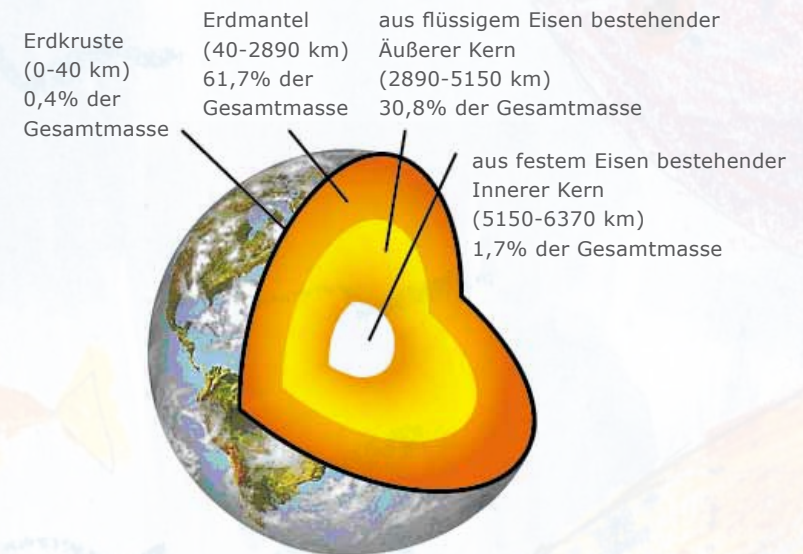 Erdkruste
(0-40 km)
0,4% der
Gesamtmasse
Erdmantel
(40-2890 km)
61,7% der
Gesamtmasse
aus flüssigem Eisen bestehender
Äußerer Kern
(2890-5150 km)
30,8% der Gesamtmasse
aus festem Eisen bestehender
Innerer Kern
(5150-6370 km)
1,7% der Gesamtmasse